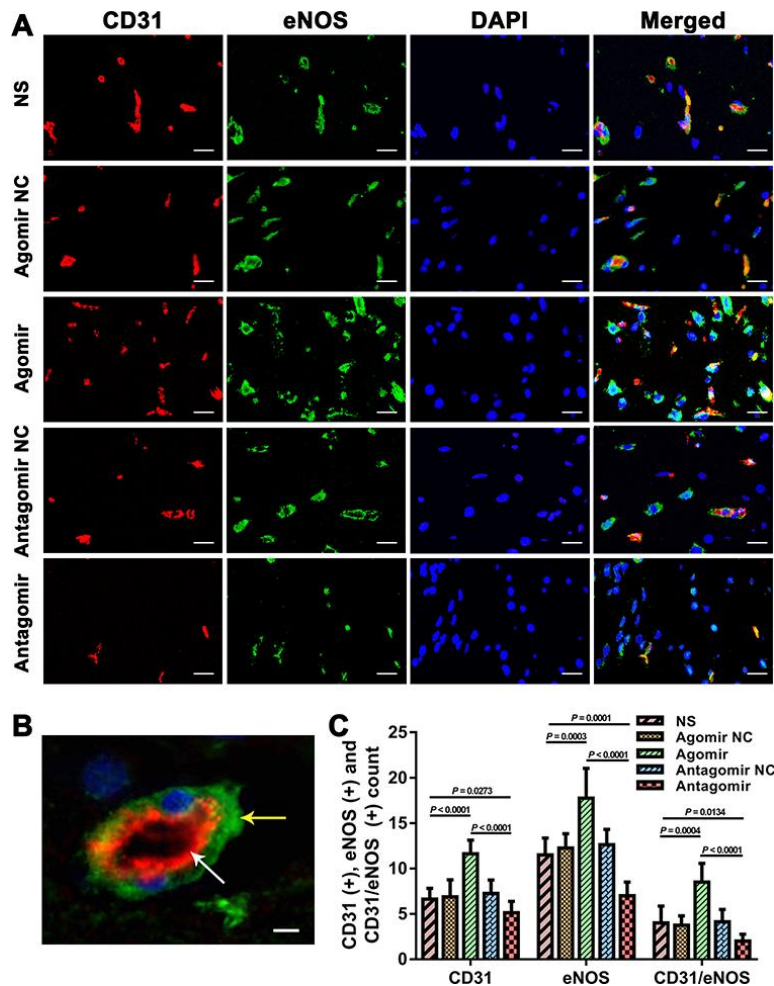 A
CD31 eNOS DAPI Merged
NS
Agomir NC
Agomir
Antagomir NC
Antagomir
B
C
CD31 (+), eNOS (+) and
CD31/eNOS (+) count
25
20
15
10
5
0
P = 0.0273
P < 0.0001
P < 0.0001
P = 0.0001
P = 0.0003
P < 0.0001
P = 0.0134
P = 0.0004
P < 0.0001
NS
Agomir NC
Agomir
Antagomir NC
Antagomir
CD31 eNOS CD31/eNOS